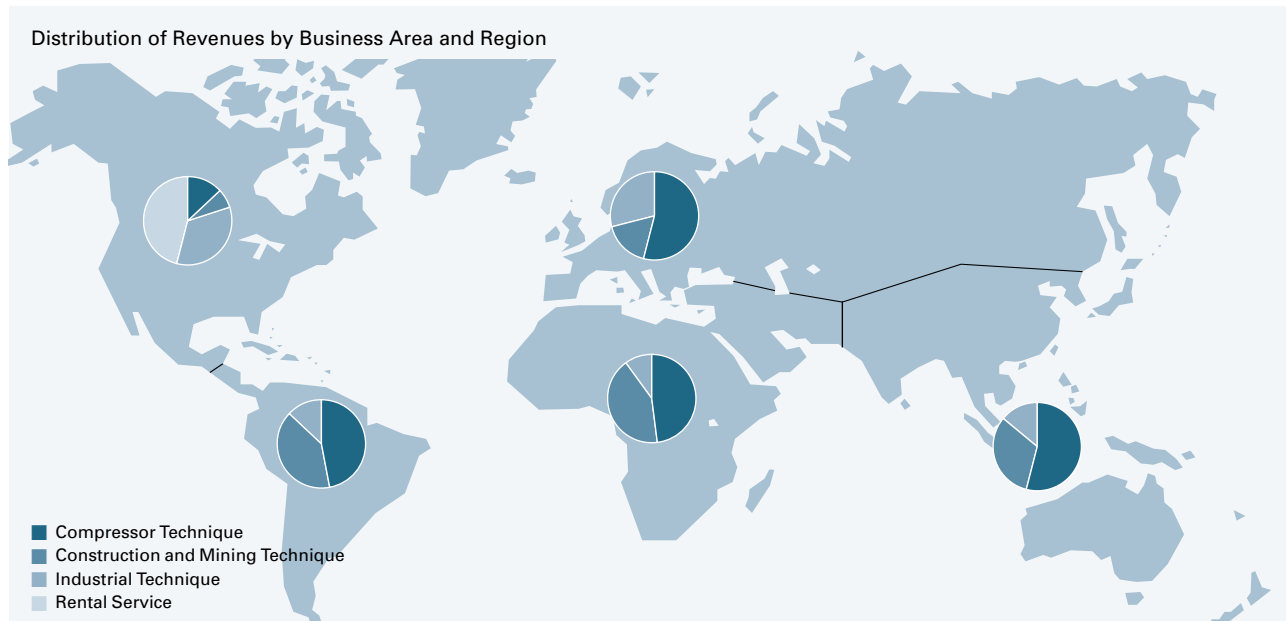 Distribution of Revenues by Business Area and Region
Compressor Technique
Construction and Mining Technique
Industrial Technique
Rental Service